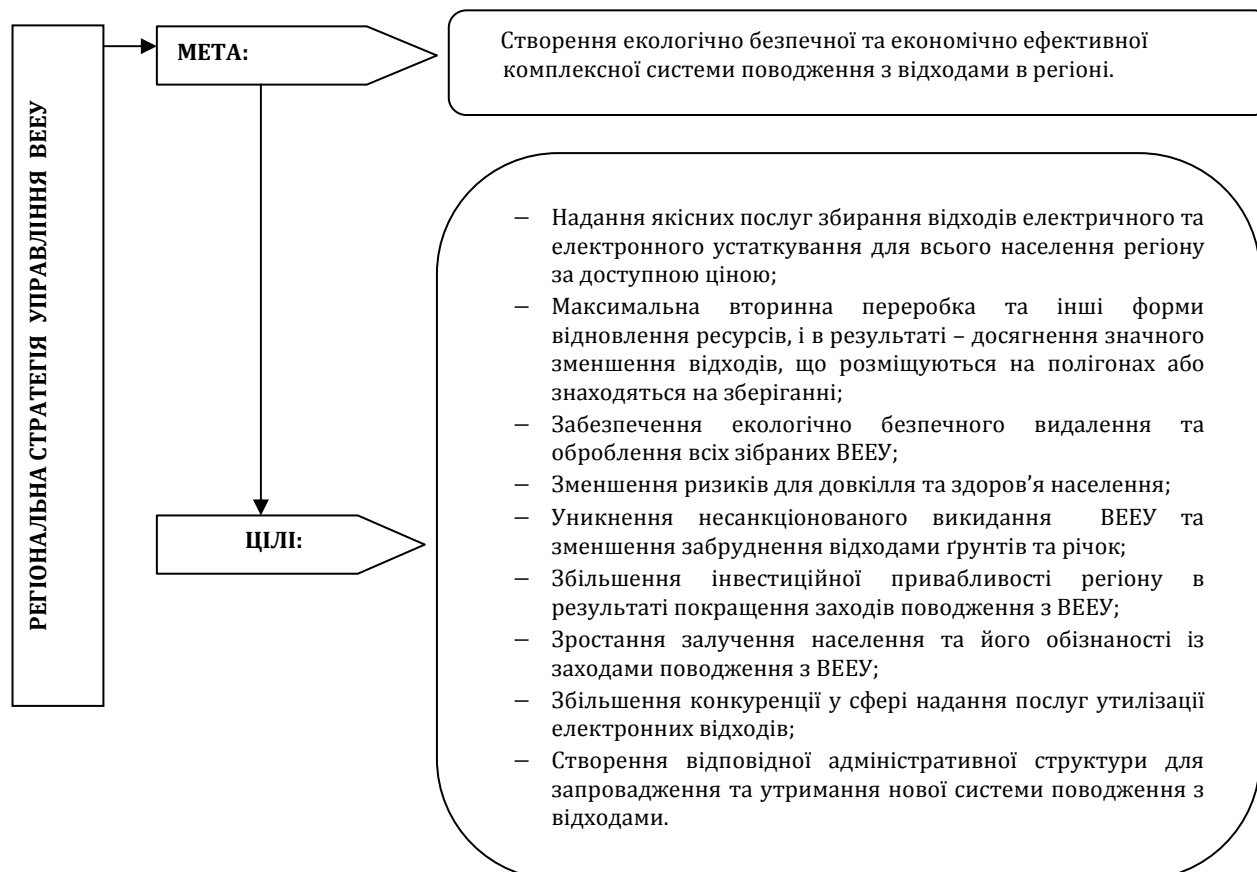 РЕГІОНАЛЬНА СТРАТЕГІЯ УПРАВЛІННЯ ВЕЕУ
МЕТА:
Створення екологічно безпечної та економічно ефективної
комплексної системи поводження з відходами в регіоні.
ЦІЛІ:
– Надання якісних послуг збирання відходів електричного та
електронного устаткування для всього населення регіону
за доступною ціною;
– Максимальна вторинна переробка та інші форми
відновлення ресурсів, і в результаті – досягнення значного
зменшення відходів, що розміщуються на полігонах або
знаходяться на зберіганні;
– Забезпечення екологічно безпечного видалення та
оброблення всіх зібраних ВЕЕУ;
– Зменшення ризиків для довкілля та здоров’я населення;
– Уникнення несанкціонованого викидання ВЕЕУ та
зменшення забруднення відходами ґрунтів та річок;
– Збільшення інвестиційної привабливості регіону в
результаті покращення заходів поводження з ВЕЕУ;
– Зростання залучення населення та його обізнаності із
заходами поводження з ВЕЕУ;
– Збільшення конкуренції у сфері надання послуг утилізації
електронних відходів;
– Створення відповідної адміністративної структури для
запровадження та утримання нової системи поводження з
відходами.